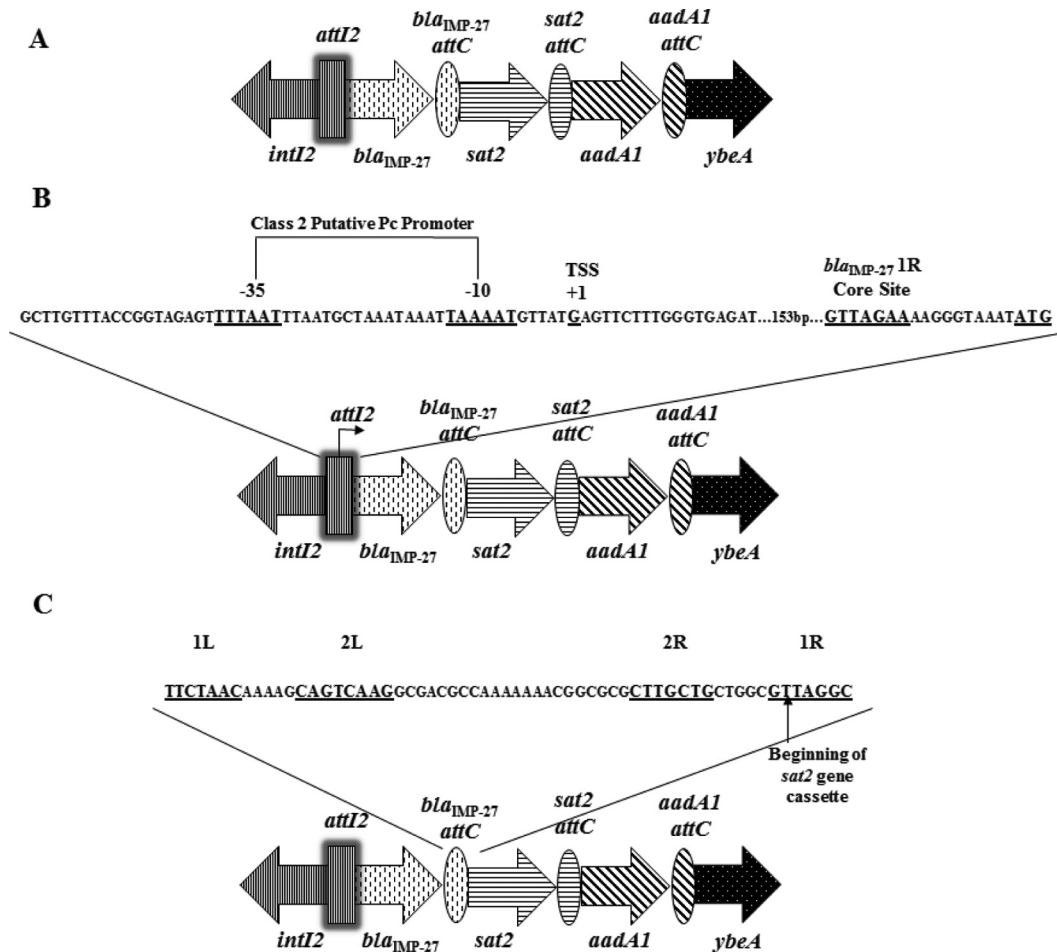 A
attI2
blaIMP-27 attC
sat2 attC
aadA1 attC
intI2
blaIMP-27
sat2
aadA1
ybeA
B
Class 2 Putative Pc Promoter
-35
-10
TSS +1
blaIMP-27 1R Core Site
GCTTGTTTACCGGTAGAGTTTTAATTTAATGCTAAATAAATTAAAATGTTATGAGTTCTTTGGGTGAGAT...153bp...GTTAGAAAAGGGTAAATATG
attI2
blaIMP-27 attC
sat2 attC
aadA1 attC
intI2
blaIMP-27
sat2
aadA1
ybeA
C
1L
2L
2R
1R
TTCTAACAAAAGCAGTCAAGGCGACGCCAAAAAAACGGCGCGCTTGCTGCTGGCGTTAGGC
Beginning of
sat2 gene
cassette
attI2
blaIMP-27 attC
sat2 attC
aadA1 attC
intI2
blaIMP-27
sat2
aadA1
ybeA